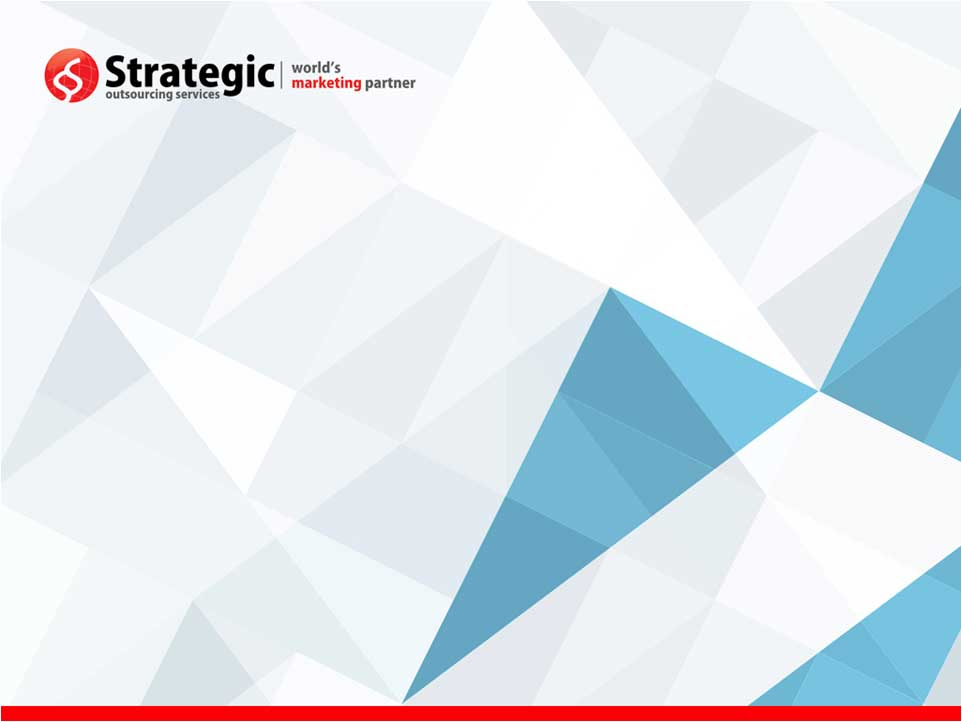 Strategic
outsourcing services
world's
marketing partner